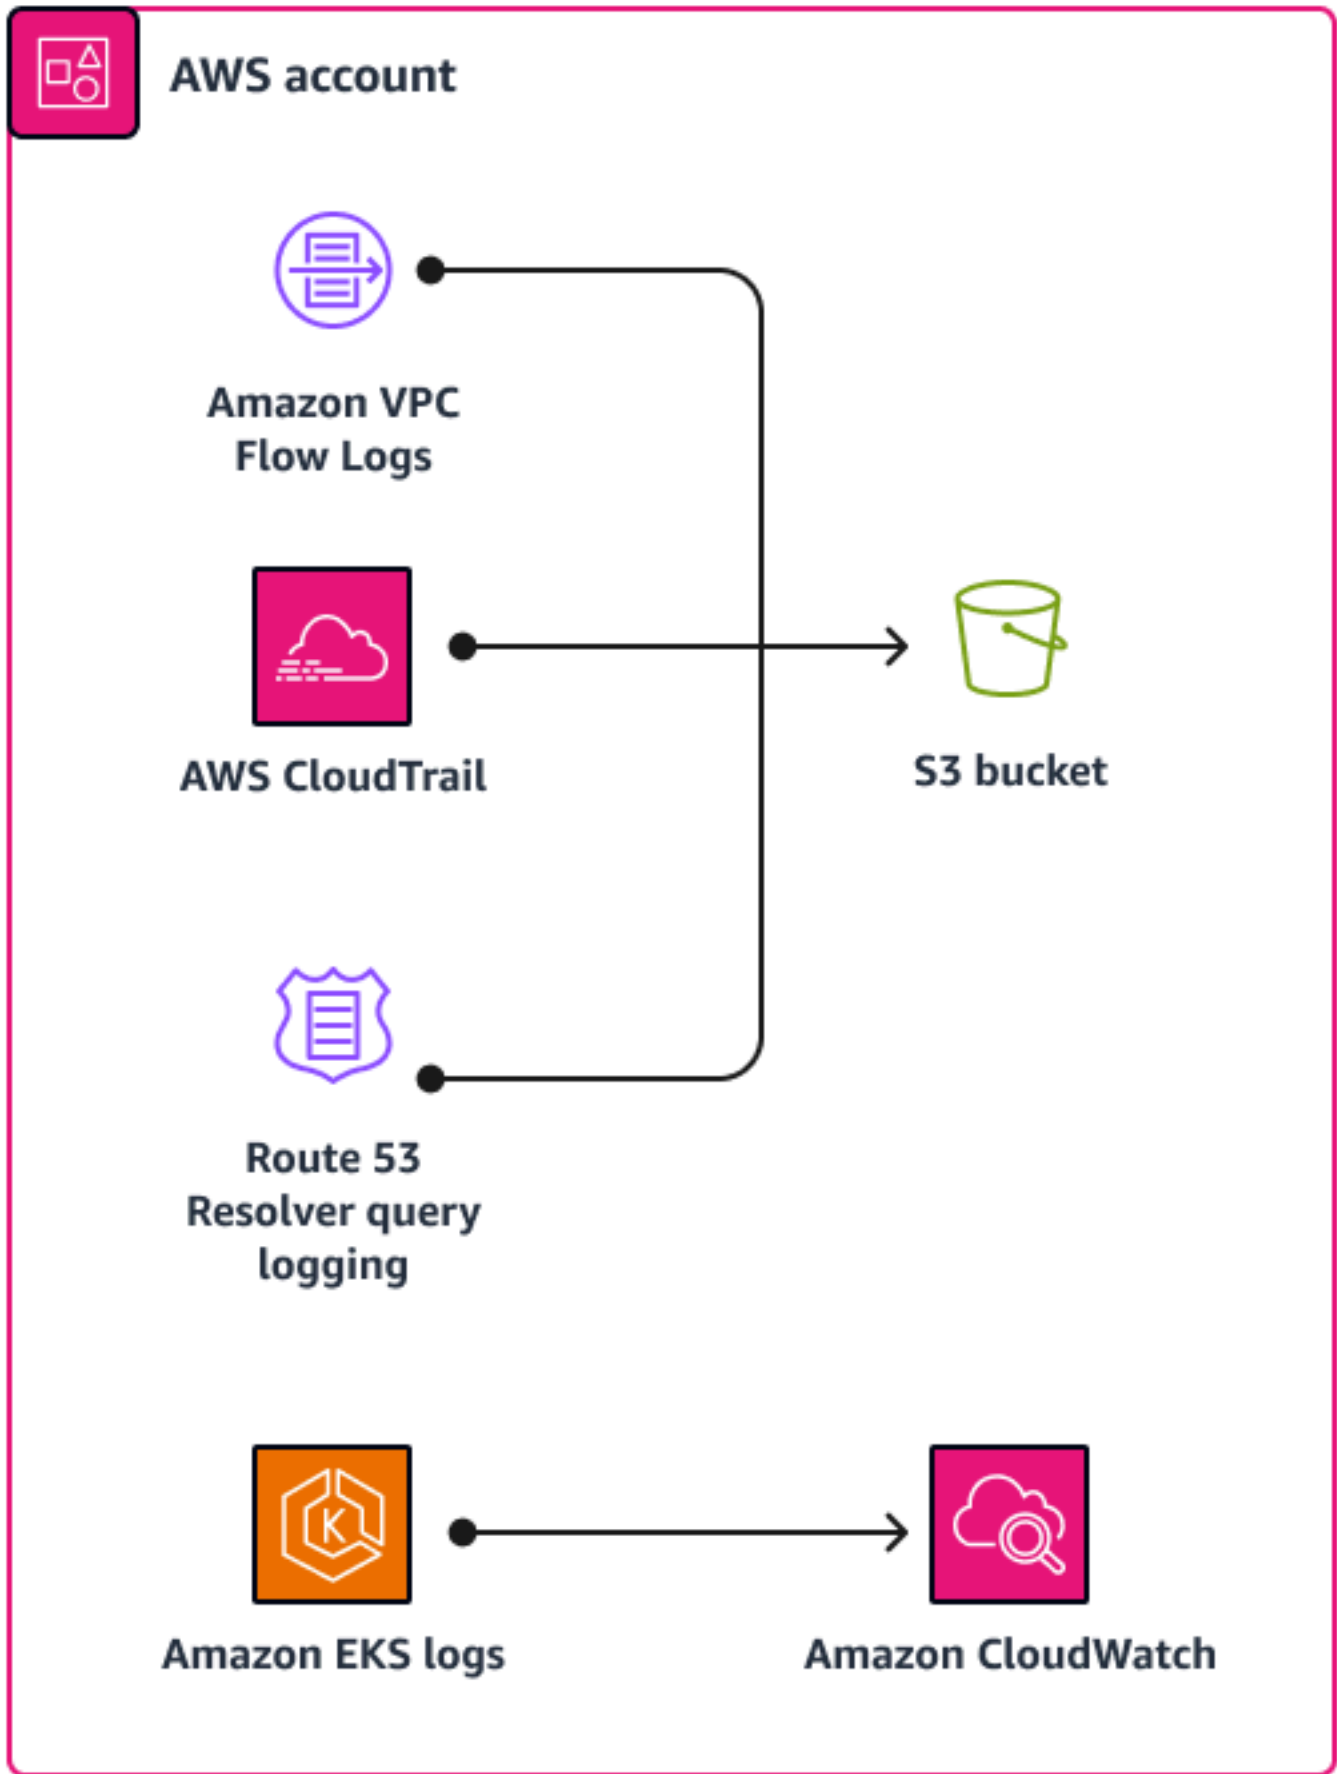 AWS account
Amazon VPC
Flow Logs
AWS CloudTrail
S3 bucket
Route 53
Resolver query
logging
K
Amazon EKS logs
Amazon CloudWatch